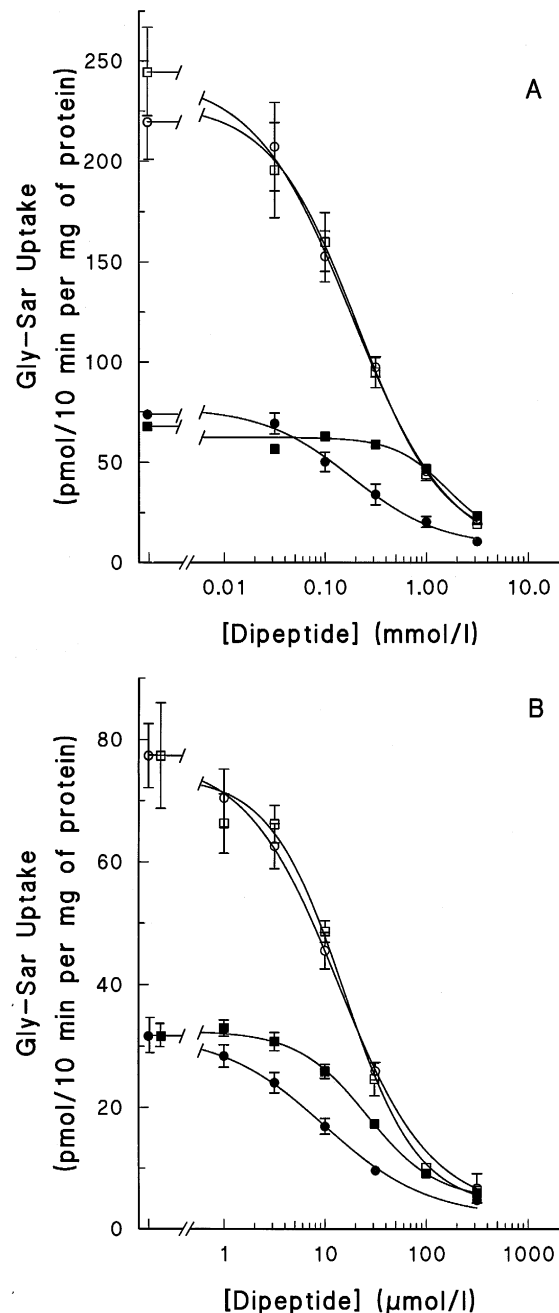 A
250
200
150
100
50
0
Gly-Sar Uptake
(pmol/10 min per mg of protein)
0.01 0.10 1.00 10.0
[Dipeptide] (mmol/l)
B
80
60
40
20
0
Gly-Sar Uptake
(pmol/10 min per mg of protein)
1 10 100 1000
[Dipeptide] (μmol/l)